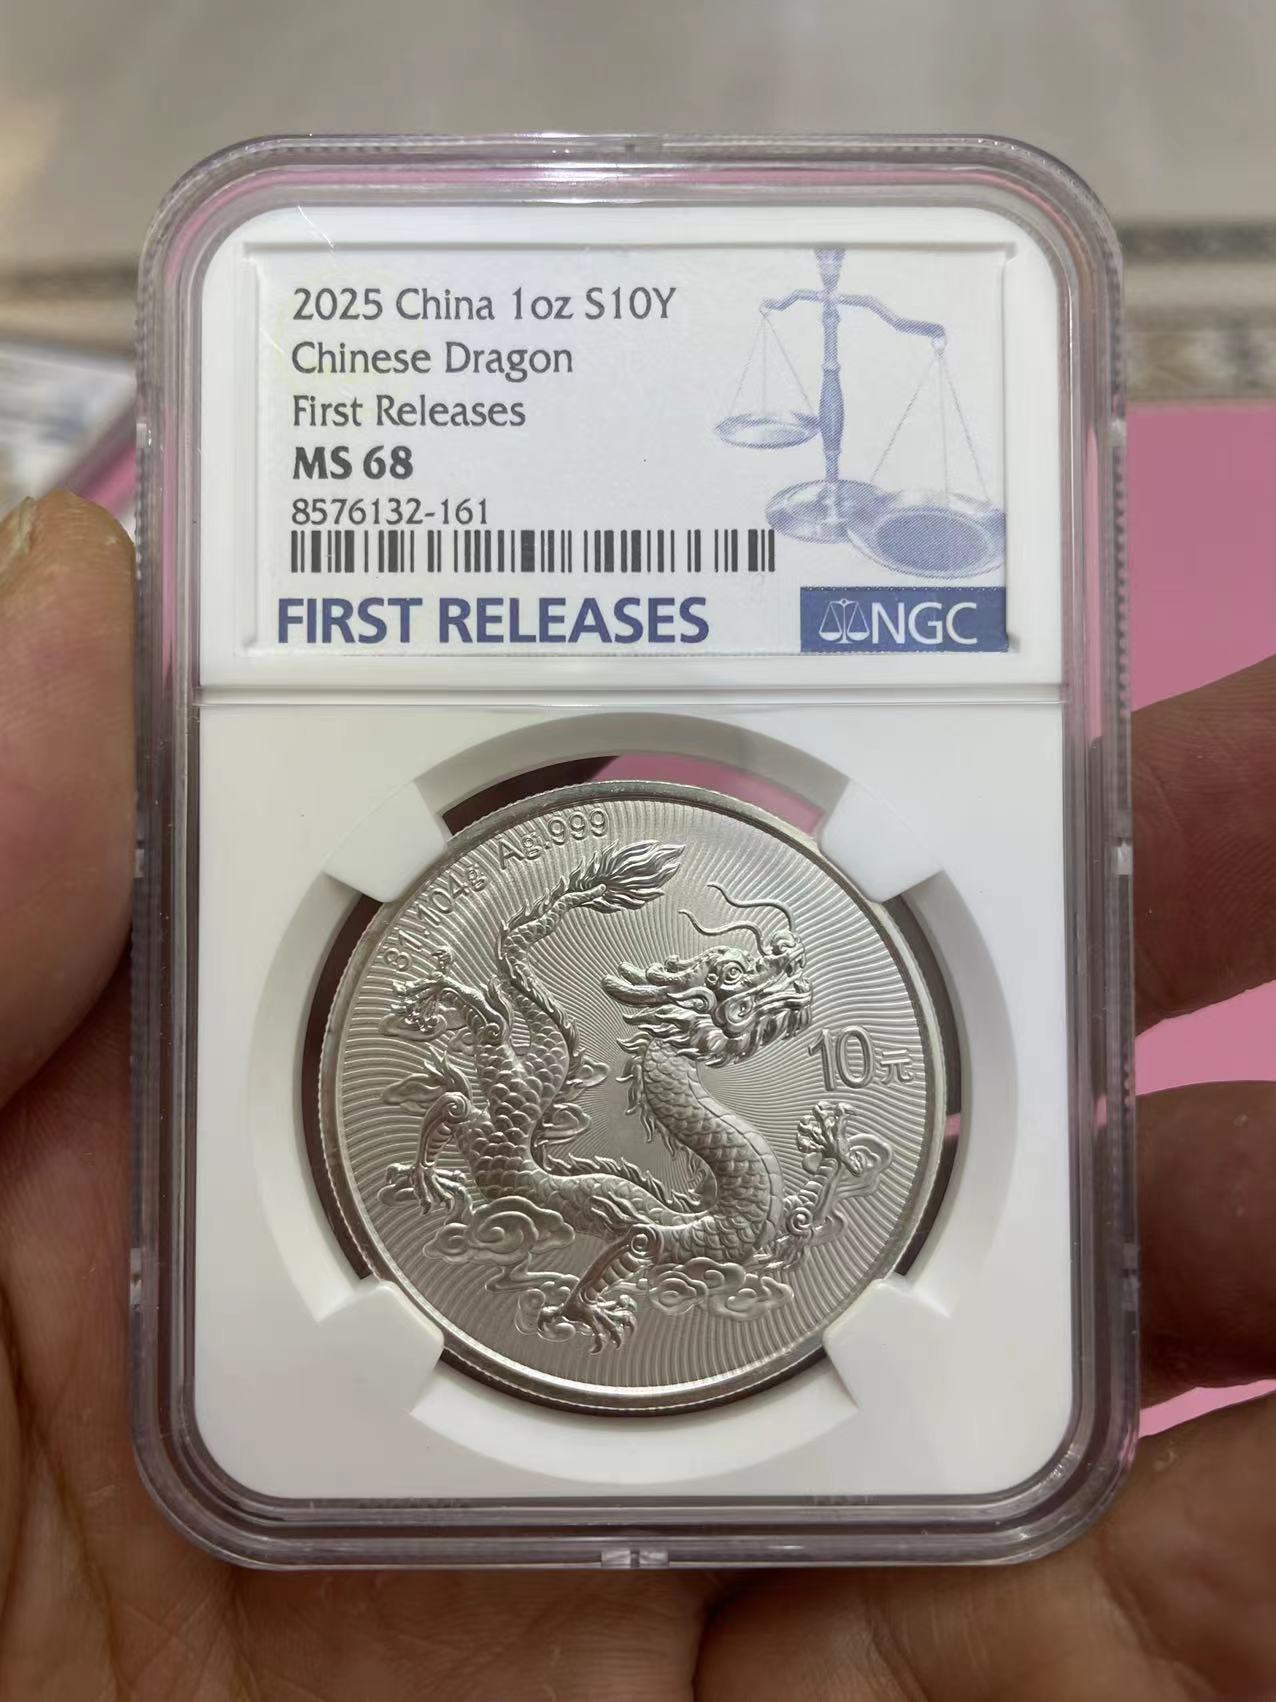 2025 China 1oz S10Y
Chinese Dragon
First Releases
MS 68
8576132-161
FIRST RELEASES
NGC
31.104g Ag.999
10元